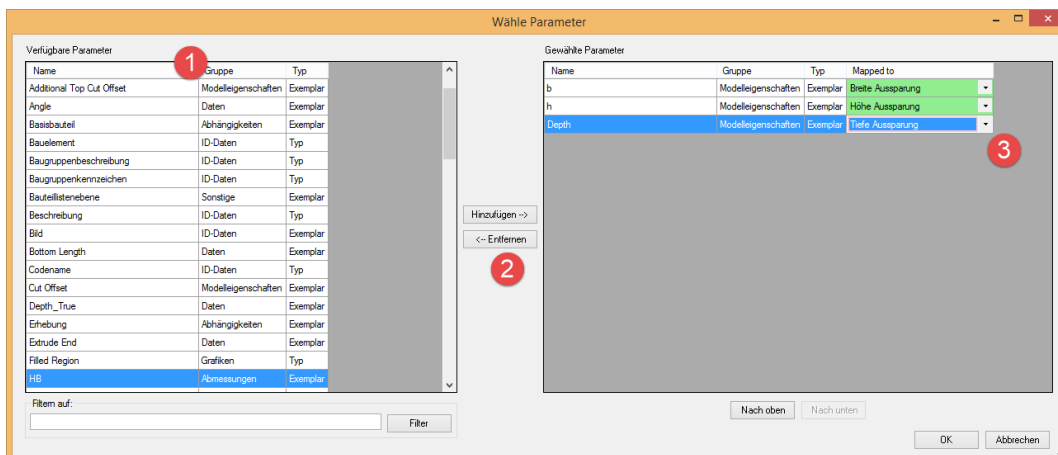 Wähle Parameter
Verfügbare Parameter
1
Name Gruppe Typ
Additional Top Cut Offset Modelleigenschaften Exemplar
Angle Daten Exemplar
Basisbauteil Abhängigkeiten Exemplar
Bauelement ID-Daten Typ
Baugruppenbeschreibung ID-Daten Typ
Baugruppenkennzeichen ID-Daten Typ
Bauteillistenebene Sonstige Exemplar
Beschreibung ID-Daten Typ
Bild ID-Daten Exemplar
Bottom Length Daten Exemplar
Codename ID-Daten Typ
Cut Offset Modelleigenschaften Exemplar
Depth_True Daten Exemplar
Erhebung Abhängigkeiten Exemplar
Extrude End Daten Exemplar
Filled Region Grafiken Typ
HB Abmessungen Exemplar
Filtern auf:
Filter
Hinzufügen -->
<-- Entfernen
2
Gewählte Parameter
Name Gruppe Typ Mapped to
b Modelleigenschaften Exemplar Breite Aussparung
h Modelleigenschaften Exemplar Höhe Aussparung
Depth Modelleigenschaften Exemplar Tiefe Aussparung
3
Nach oben Nach unten
OK Abbrechen